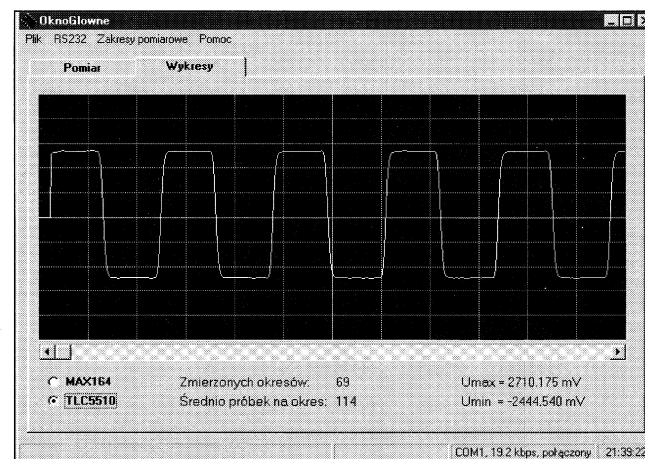 OknoGlowne
Plik RS232 Zakresy pomiarowe Pomoc
Pomiar Wykresy
MAX164 Zmierzonych okresów: 69 Umax = 2710.175 mV
TLC5510 Średnio próbek na okres: 114 Umin = -2444.540 mV
COM1, 19.2 kbps, połączony 21:39:22